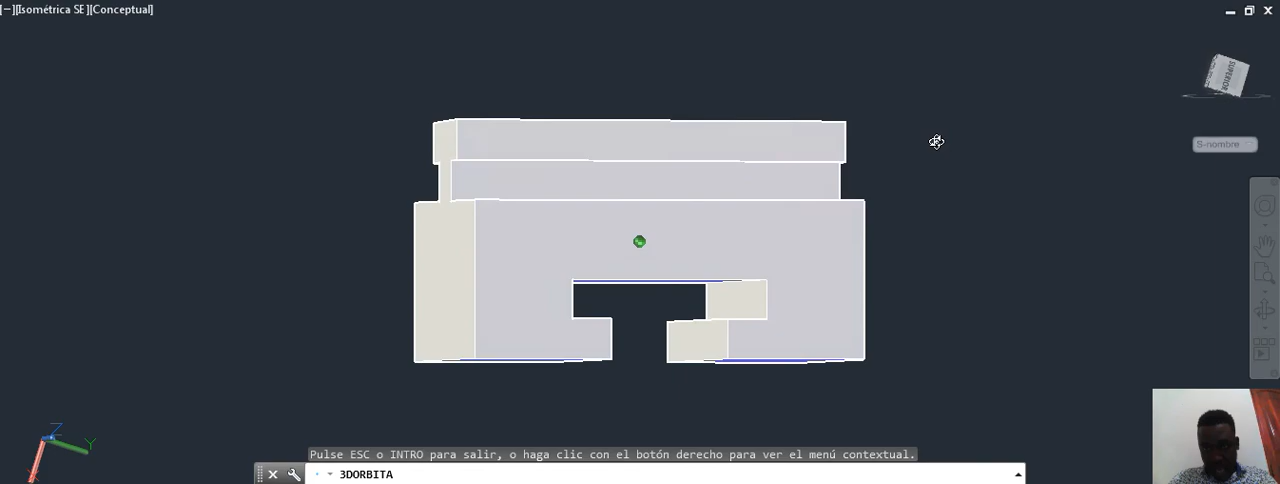 [−][Isométrica SE][Conceptual]
SUPERIOR
S-nombre
Z
Y
Pulse ESC o INTRO para salir, o haga clic con el botón derecho para ver el menú contextual.
3DORBITA